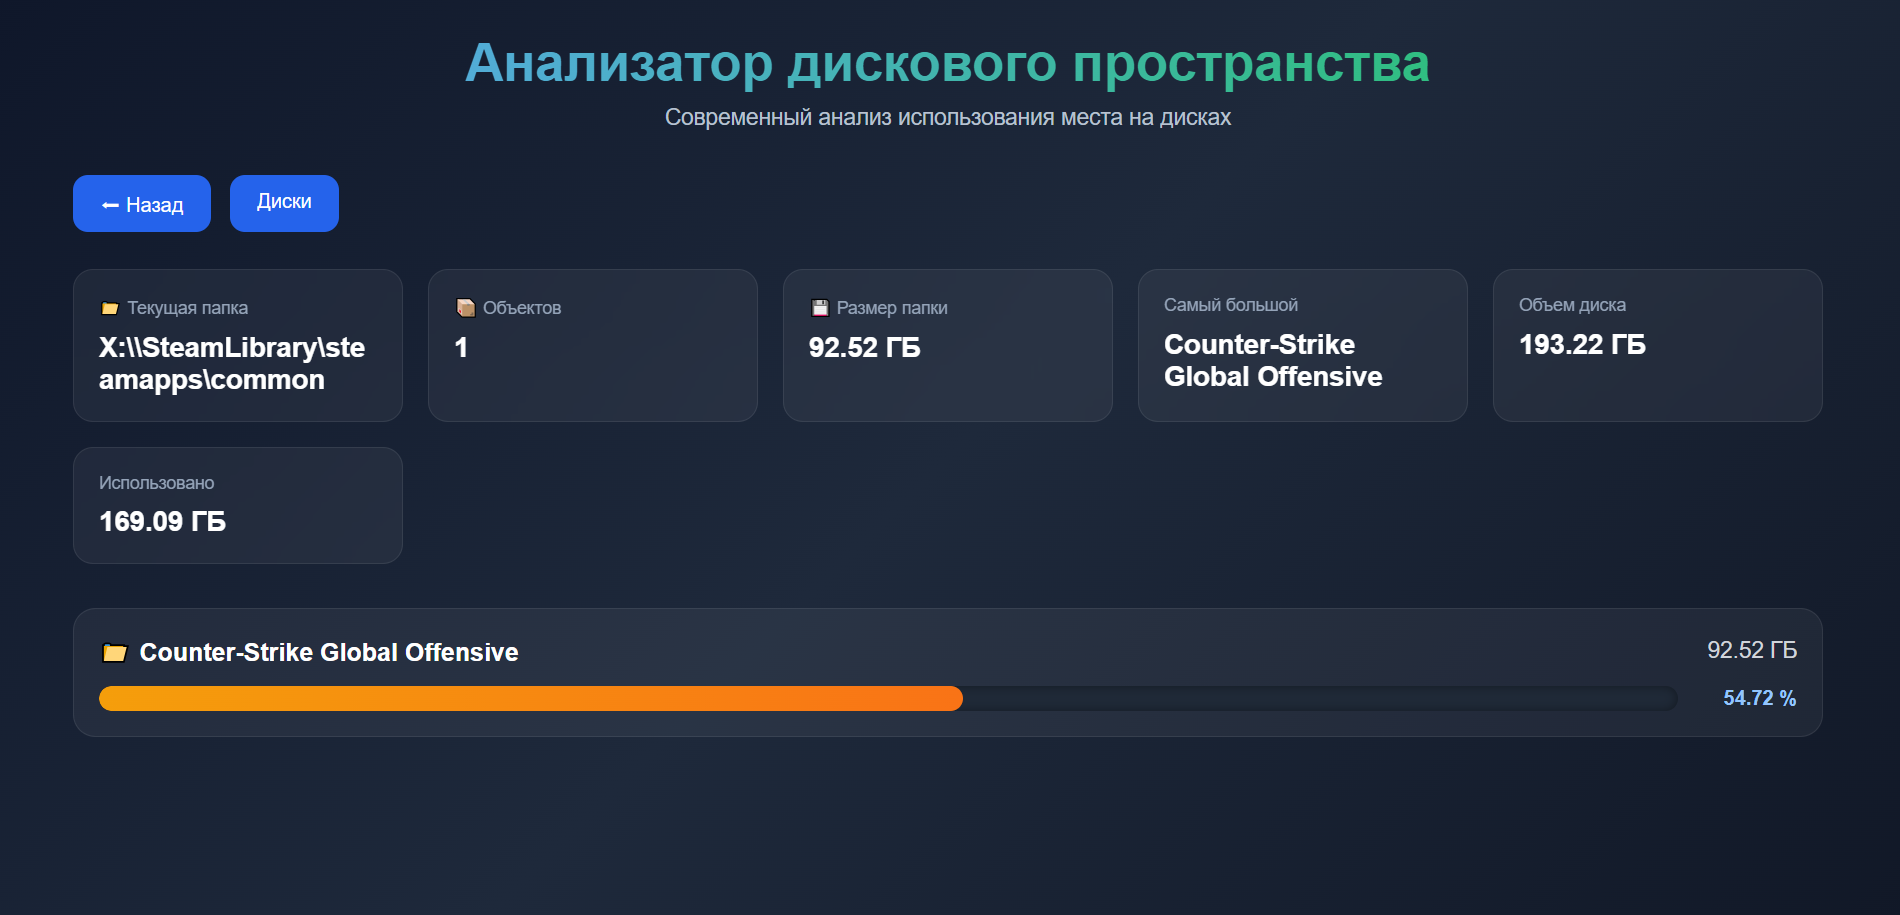 Анализатор дискового пространства
Современный анализ использования места на дисках
← Назад
Диски
Текущая папка
X:\\SteamLibrary\ste
amapps\common
Объектов
1
Размер папки
92.52 ГБ
Самый большой
Counter-Strike
Global Offensive
Объем диска
193.22 ГБ
Использовано
169.09 ГБ
Counter-Strike Global Offensive
92.52 ГБ
54.72 %